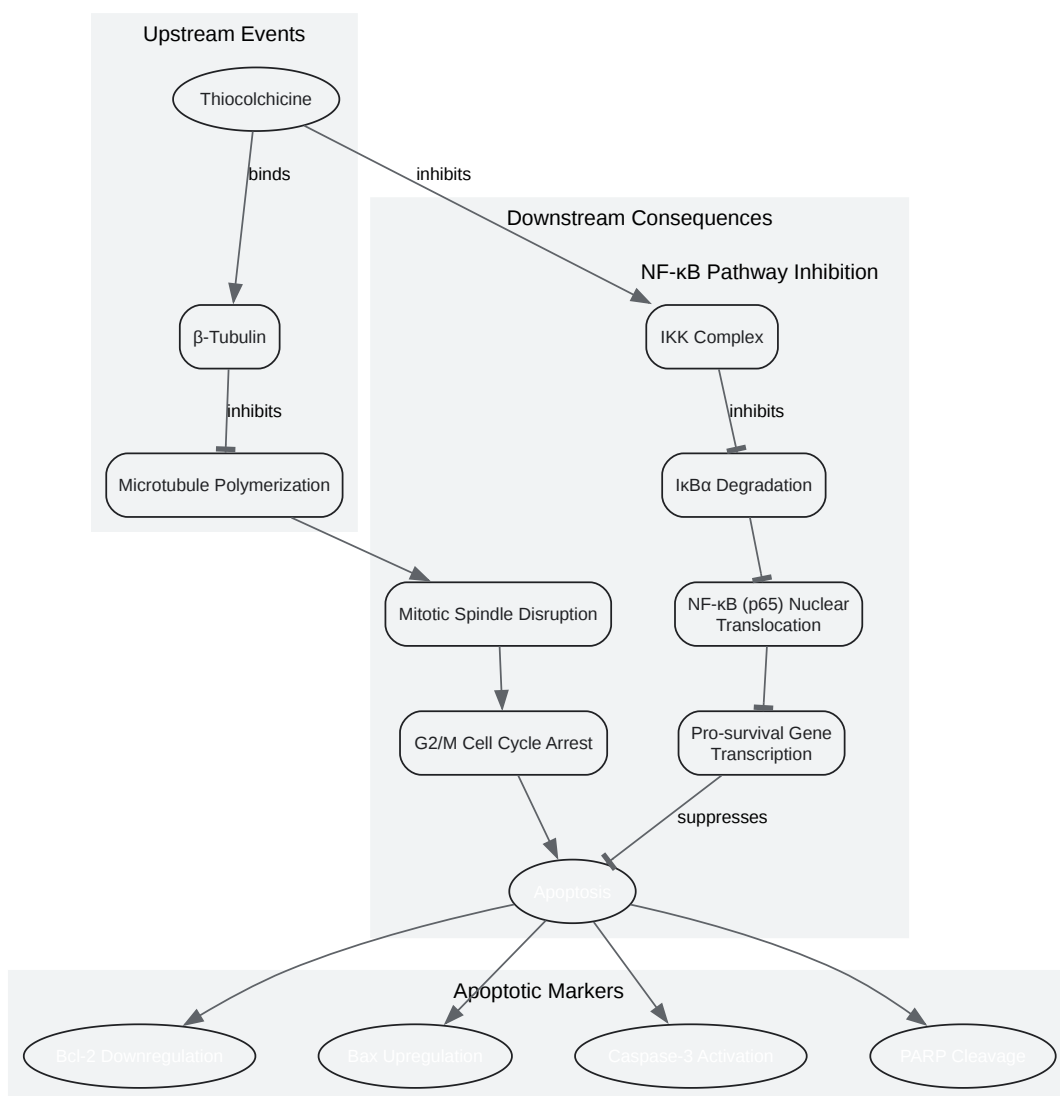 Upstream Events
Thiocolchicine
binds
inhibits
Downstream Consequences
NF-κB Pathway Inhibition
β-Tubulin
IKK Complex
inhibits
inhibits
Microtubule Polymerization
IκBα Degradation
Mitotic Spindle Disruption
NF-κB (p65) Nuclear
Translocation
G2/M Cell Cycle Arrest
Pro-survival Gene
Transcription
suppresses
Apoptosis
Apoptotic Markers
Bcl-2 Downregulation
Bax Upregulation
Caspase-3 Activation
PARP Cleavage